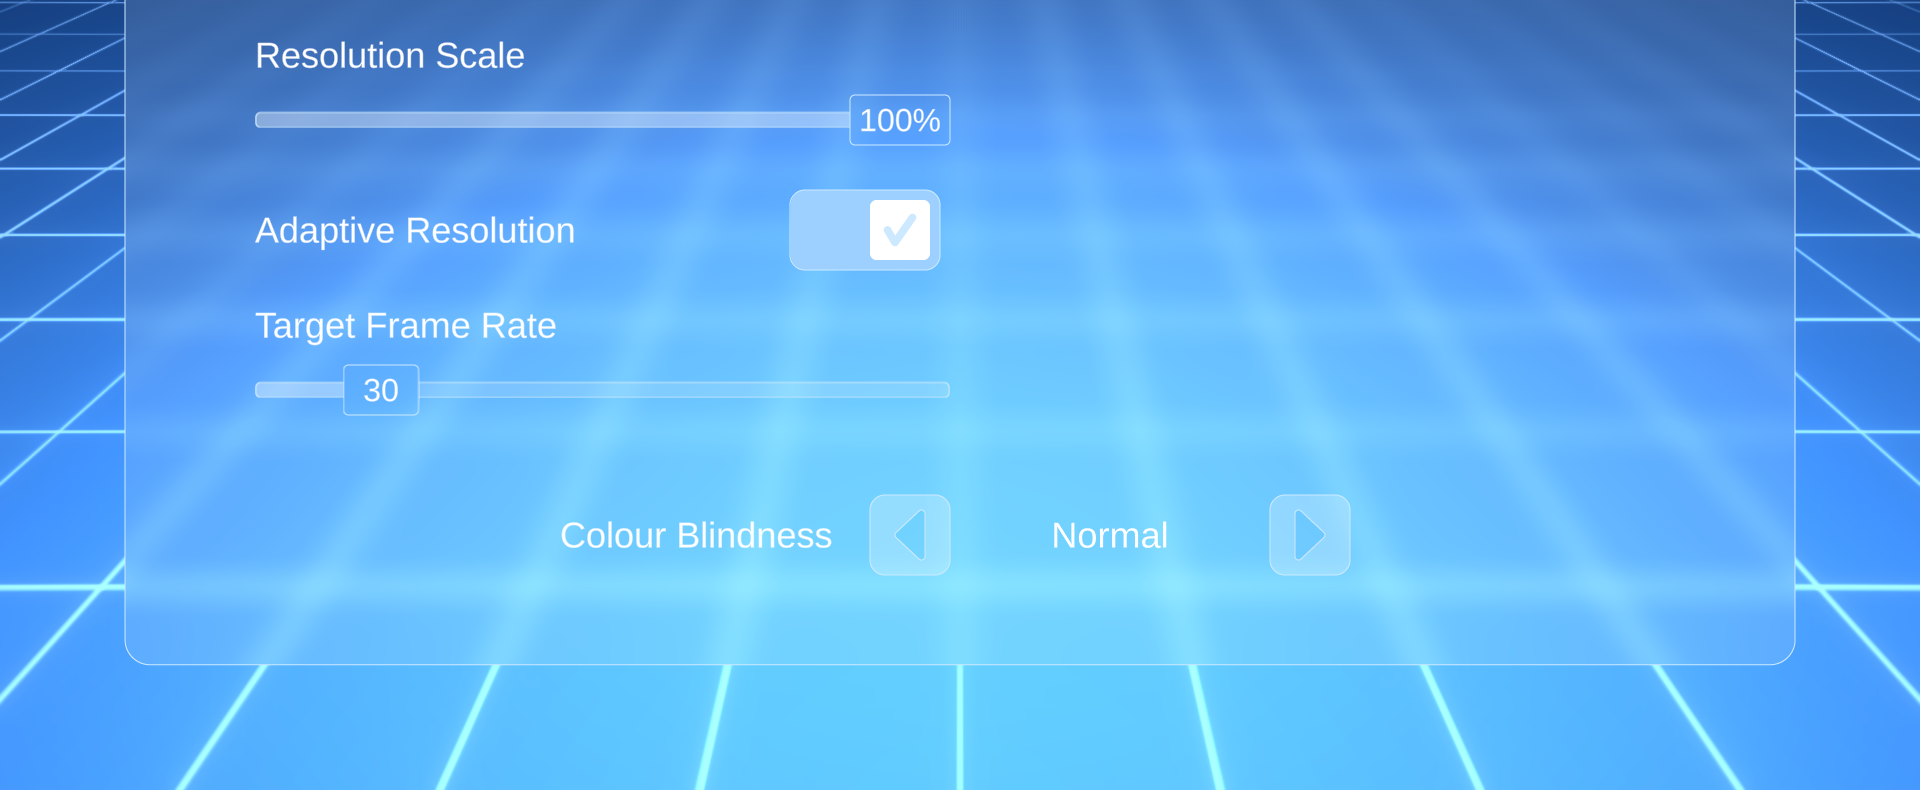 Resolution Scale
100%
Adaptive Resolution
Target Frame Rate
30
Colour Blindness Normal